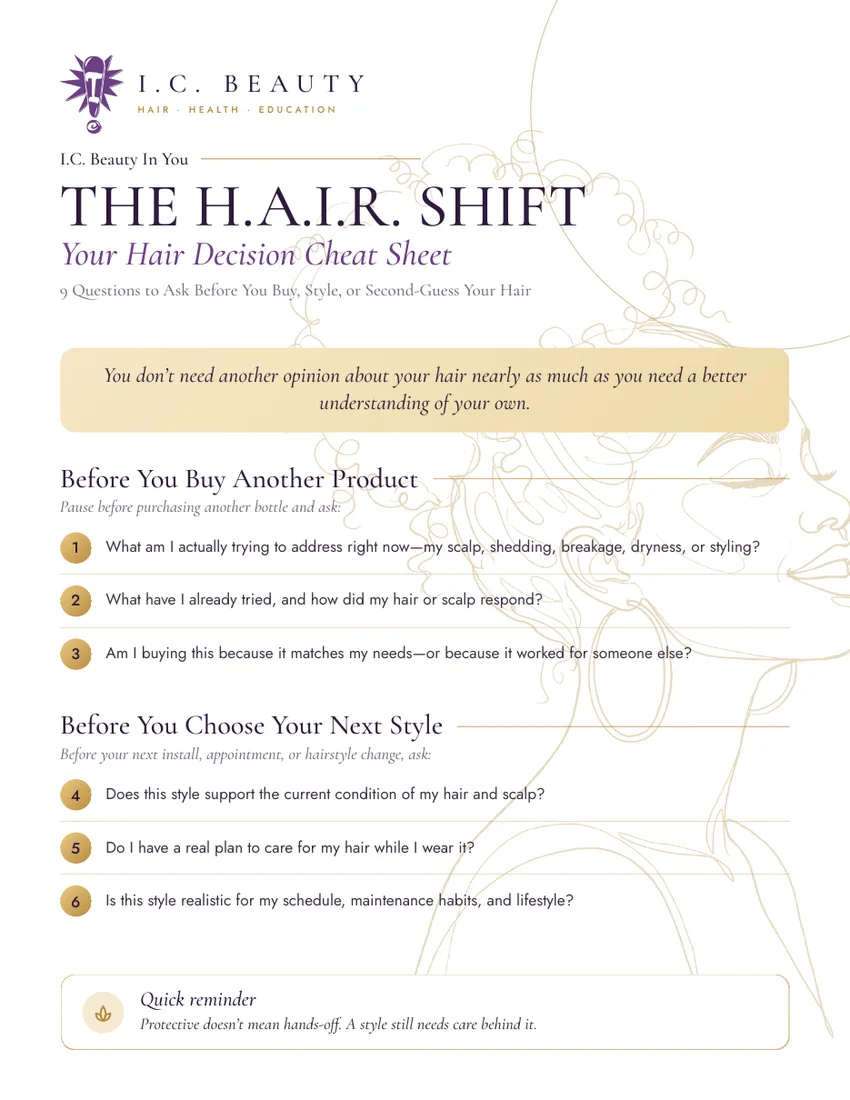 I.C. BEAUTY
HAIR · HEALTH · EDUCATION
I.C. Beauty In You
THE H.A.I.R. SHIFT
Your Hair Decision Cheat Sheet
9 Questions to Ask Before You Buy, Style, or Second-Guess Your Hair
You don’t need another opinion about your hair nearly as much as you need a better
understanding of your own.
Before You Buy Another Product
Pause before purchasing another bottle and ask:
1 What am I actually trying to address right now—my scalp, shedding, breakage, dryness, or styling?
2 What have I already tried, and how did my hair or scalp respond?
3 Am I buying this because it matches my needs—or because it worked for someone else?
Before You Choose Your Next Style
Before your next install, appointment, or hairstyle change, ask:
4 Does this style support the current condition of my hair and scalp?
5 Do I have a real plan to care for my hair while I wear it?
6 Is this style realistic for my schedule, maintenance habits, and lifestyle?
Quick reminder
Protective doesn’t mean hands-off. A style still needs care behind it.